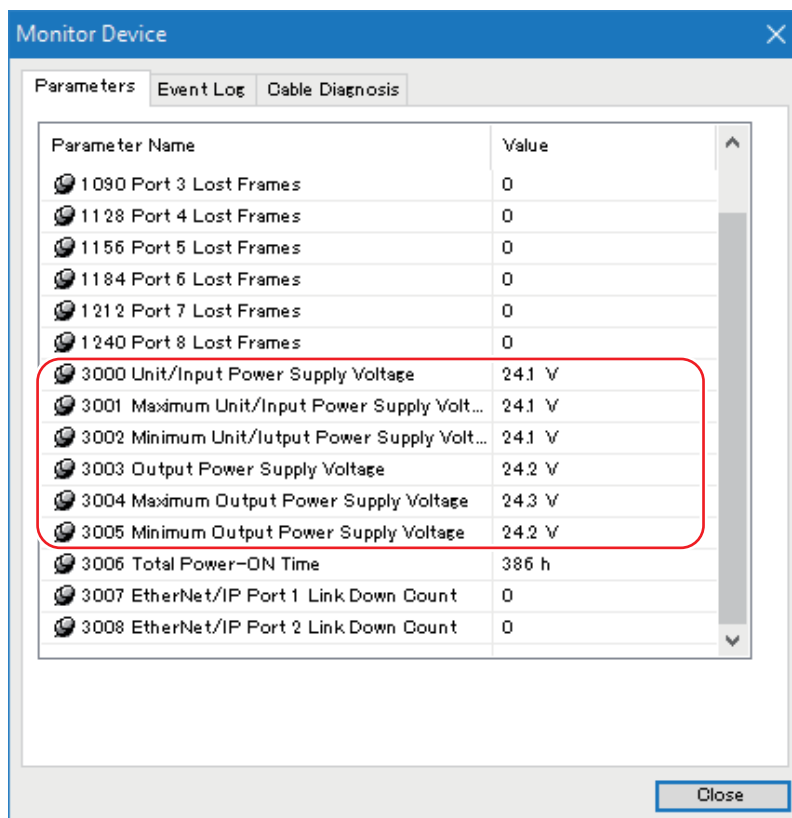 Monitor Device
Parameters Event Log Cable Diagnosis
Parameter Name Value
1090 Port 3 Lost Frames 0
1128 Port 4 Lost Frames 0
1156 Port 5 Lost Frames 0
1184 Port 6 Lost Frames 0
1212 Port 7 Lost Frames 0
1240 Port 8 Lost Frames 0
3000 Unit/Input Power Supply Voltage 24.1 V
3001 Maximum Unit/Input Power Supply Volt... 24.1 V
3002 Minimum Unit/Iutput Power Supply Volt... 24.1 V
3003 Output Power Supply Voltage 24.2 V
3004 Maximum Output Power Supply Voltage 24.3 V
3005 Minimum Output Power Supply Voltage 24.2 V
3006 Total Power-ON Time 386 h
3007 EtherNet/IP Port 1 Link Down Count 0
3008 EtherNet/IP Port 2 Link Down Count 0
Close